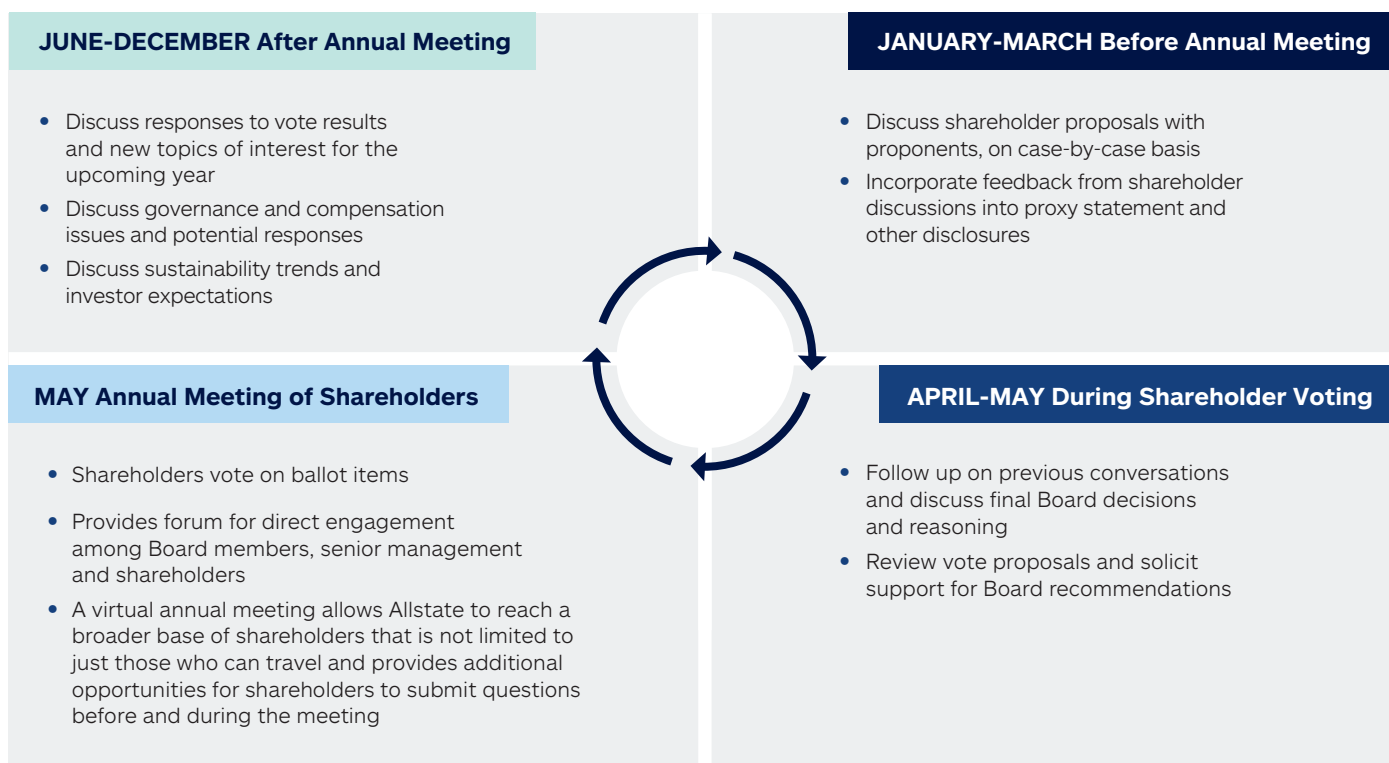 JUNE-DECEMBER After Annual Meeting
• Discuss responses to vote results
and new topics of interest for the
upcoming year
• Discuss governance and compensation
issues and potential responses
• Discuss sustainability trends and
investor expectations
JANUARY-MARCH Before Annual Meeting
• Discuss shareholder proposals with
proponents, on case-by-case basis
• Incorporate feedback from shareholder
discussions into proxy statement and
other disclosures
MAY Annual Meeting of Shareholders
• Shareholders vote on ballot items
• Provides forum for direct engagement
among Board members, senior management
and shareholders
• A virtual annual meeting allows Allstate to reach a
broader base of shareholders that is not limited to
just those who can travel and provides additional
opportunities for shareholders to submit questions
before and during the meeting
APRIL-MAY During Shareholder Voting
• Follow up on previous conversations
and discuss final Board decisions
and reasoning
• Review vote proposals and solicit
support for Board recommendations